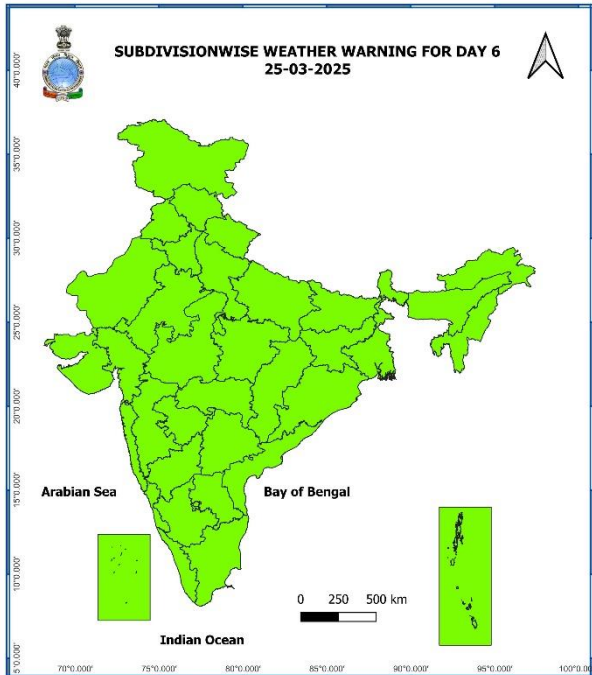 SUBDIVISIONWISE WEATHER WARNING FOR DAY 6
25-03-2025
40°0.000'
35°0.000'
30°0.000'
25°0.000'
20°0.000'
15°0.000'
10°0.000'
5°0.000'
Arabian Sea
Bay of Bengal
0 250 500 km
Indian Ocean
70°0.000' 75°0.000' 80°0.000' 85°0.000' 90°0.000' 95°0.000' 100°0.000'